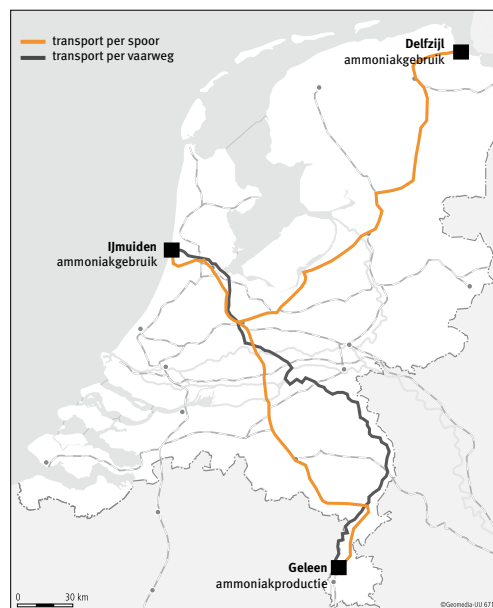 transport per spoor
transport per vaarweg
Delfzijl
ammoniakgebruik
IJmuiden
ammoniakgebruik
Geleen
ammoniakproductie
0 30 km
©Geomedia-UU 671